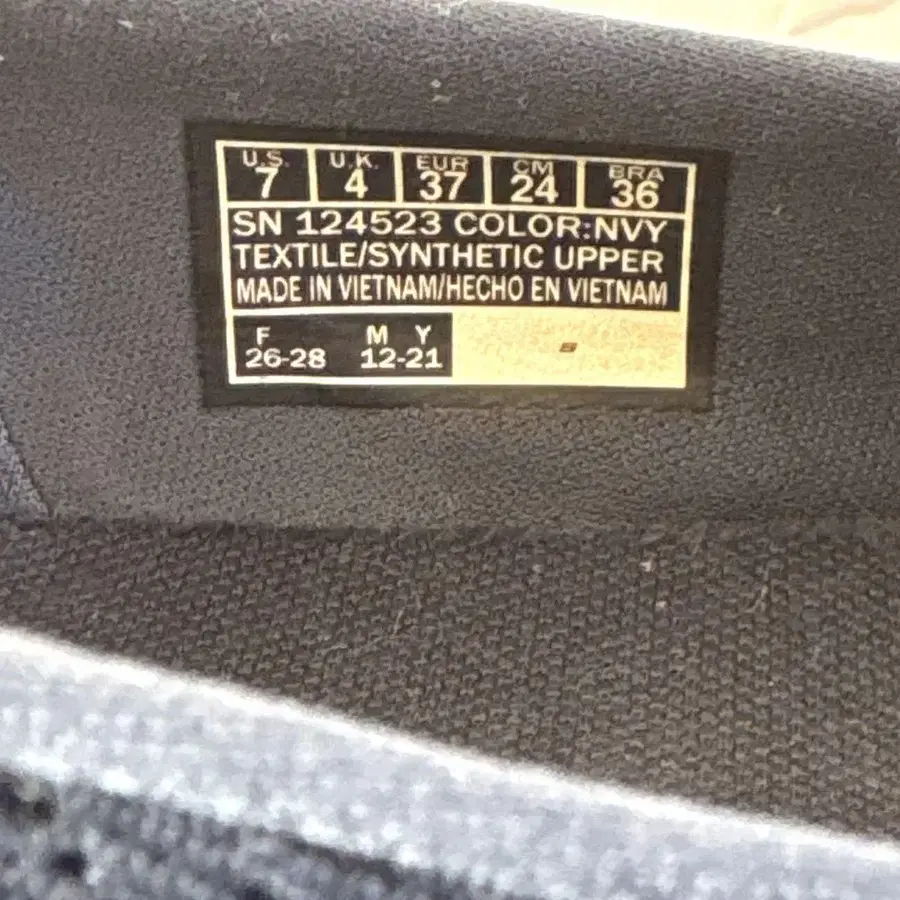 U.S. U.K. EUR CM BRA
7 4 37 24 36
SN 124523 COLOR:NVY
TEXTILE/SYNTHETIC UPPER
MADE IN VIETNAM/HECHO EN VIETNAM
F M Y
26-28 12-21